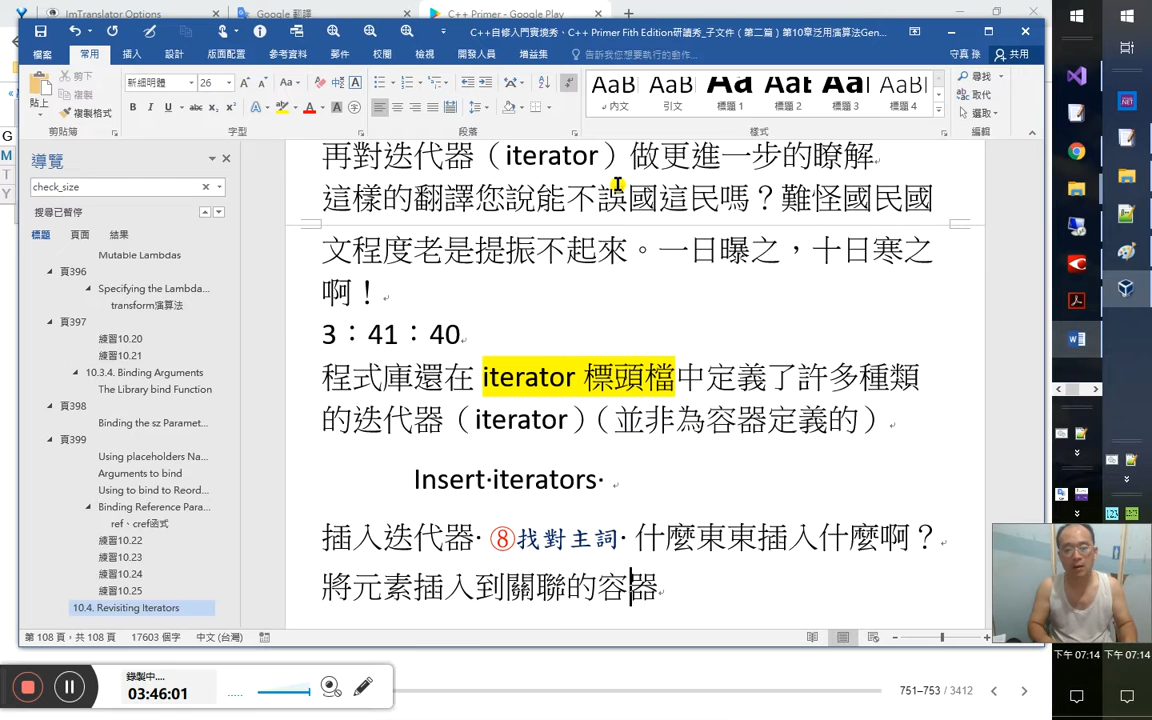 ImTranslator Options
Google 翻譯
C++ Primer - Google Play
C++自修入門實境秀、C++ Primer Fith Edition研讀秀_子文件（第二篇）第10章泛用演算法Gen...
檔案
常用
插入
設計
版面配置
參考資料
郵件
校閱
檢視
開發人員
增益集
告訴我您想要執行的動作...
守真 孫
共用
貼上
剪下
複製
複製格式
剪貼簿
新細明體
26
字型
段落
內文
引文
標題 1
標題 2
標題 3
標題 4
樣式
尋找
取代
選取
編輯
導覽
check_size
搜尋已暫停
標題
頁面
結果
Mutable Lambdas
頁396
Specifying the Lambda...
transform演算法
頁397
練習10.20
練習10.21
10.3.4. Binding Arguments
The Library bind Function
頁398
Binding the sz Paramet...
頁399
Using placeholders Na...
Arguments to bind
Using to bind to Reord...
Binding Reference Para...
ref、cref函式
練習10.22
練習10.23
練習10.24
練習10.25
10.4. Revisiting Iterators
再對迭代器（iterator）做更進一步的瞭解
這樣的翻譯您說能不誤國這民嗎？難怪國民國
文程度老是提振不起來。一日曝之，十日寒之
啊！
3：41：40
程式庫還在 iterator 標頭檔中定義了許多種類
的迭代器（iterator）（並非為容器定義的）
Insert iterators
插入迭代器 ⑧找對主詞 什麼東東插入什麼啊？
將元素插入到關聯的容器
第 108 頁，共 108 頁
17603 個字
中文 (台灣)
錄製中...
03:46:01
751–753 / 3412
下午 07:14
下午 07:14